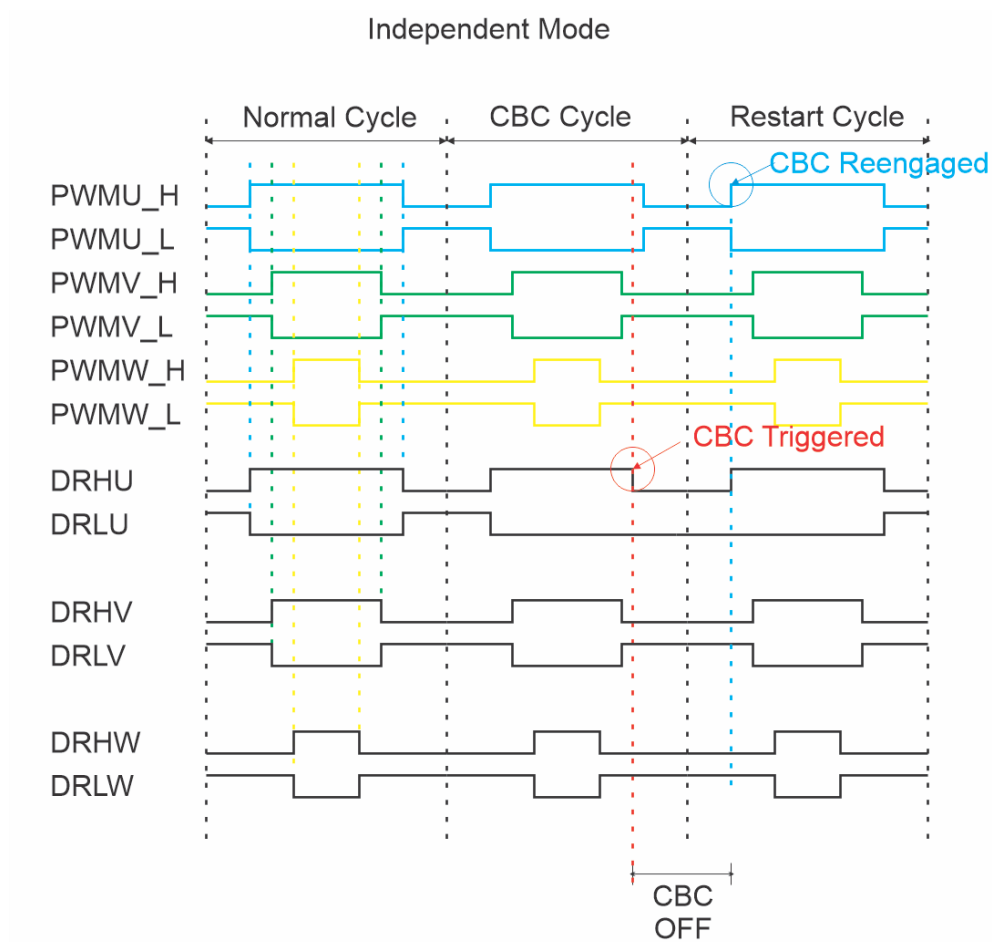 Independent Mode
Normal Cycle
CBC Cycle
Restart Cycle
CBC Reengaged
PWMU_H
PWMU_L
PWMV_H
PWMV_L
PWMW_H
PWMW_L
CBC Triggered
DRHU
DRLU
DRHV
DRLV
DRHW
DRLW
CBC
OFF